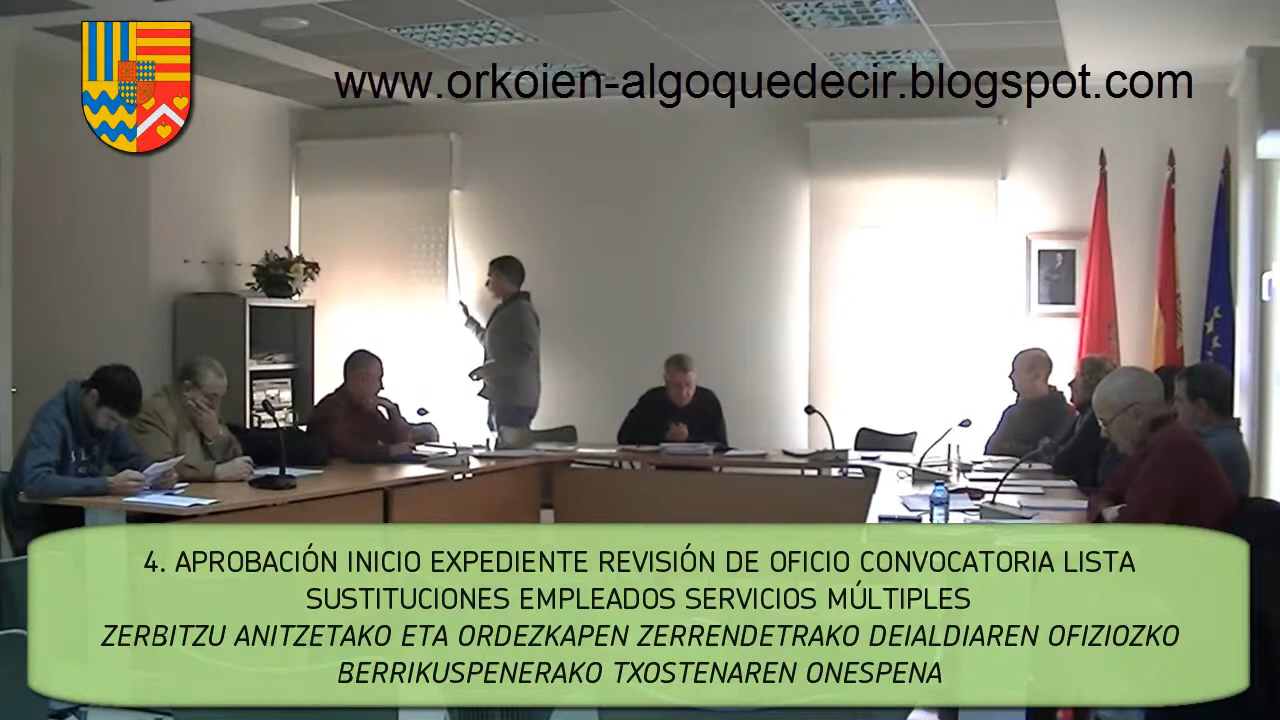 www.orkoien-algoquedecir.blogspot.com
4. APROBACIÓN INICIO EXPEDIENTE REVISIÓN DE OFICIO CONVOCATORIA LISTA
SUSTITUCIONES EMPLEADOS SERVICIOS MÚLTIPLES
ZERBITZU ANITZETAKO ETA ORDEZKAPEN ZERRENDETRAKO DEIALDIAREN OFIZIOZKO
BERRIKUSPENERAKO TXOSTENAREN ONESPENA